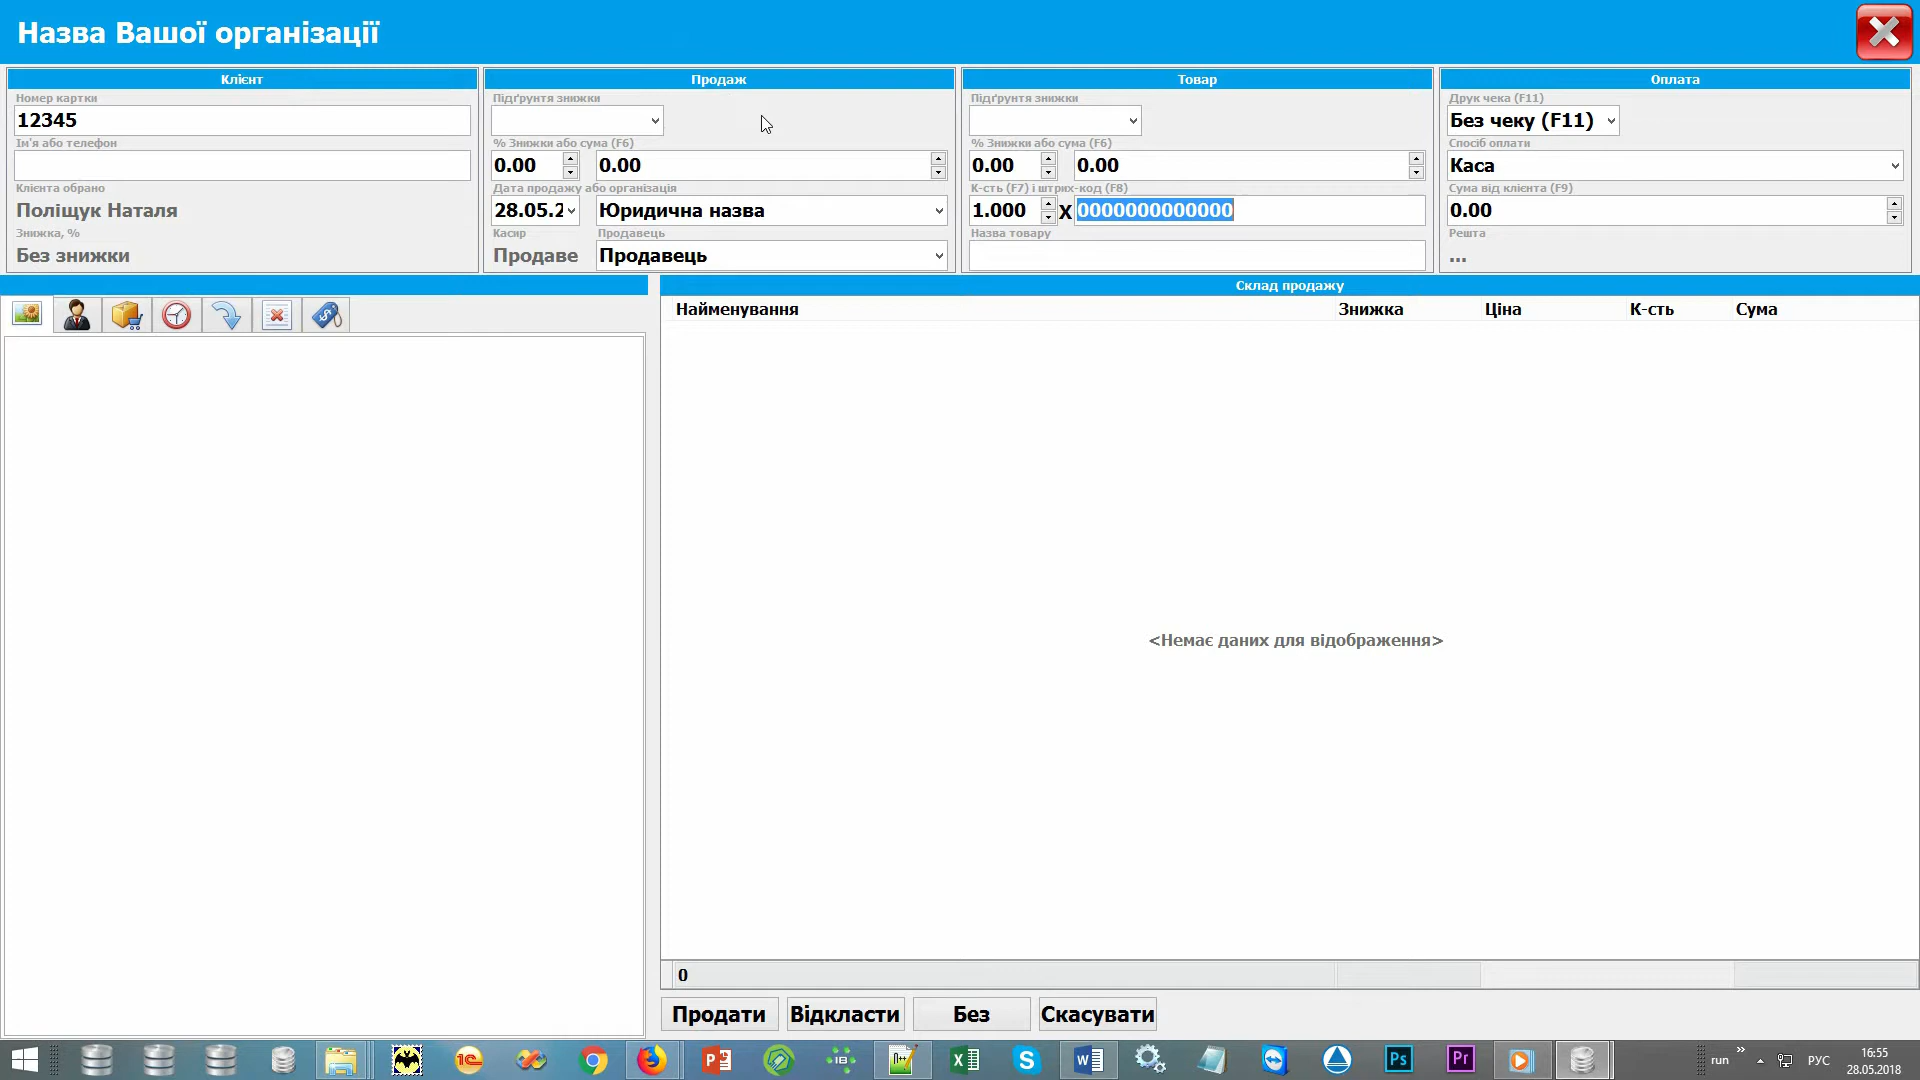 Назва Вашої організації
Клієнт
Номер картки
12345
Ім'я або телефон
Клієнта обрано
Поліщук Наталя
Знижка, %
Без знижки
Продаж
Підґрунтя знижки
% Знижки або сума (F6)
0.00 0.00
Дата продажу або організація
28.05.2 Юридична назва
Касир Продавець
Продаве Продавець
Товар
Підґрунтя знижки
% Знижки або сума (F6)
0.00 0.00
К-сть (F7) і штрих-код (F8)
1.000 X 0000000000000
Назва товару
Оплата
Друк чека (F11)
Без чеку (F11)
Спосіб оплати
Каса
Сума від клієнта (F9)
0.00
Решта
...
Склад продажу
Найменування Знижка Ціна К-сть Сума
<Немає даних для відображення>
0
Продати Відкласти Без Скасувати
run РУС 16:55
28.05.2018